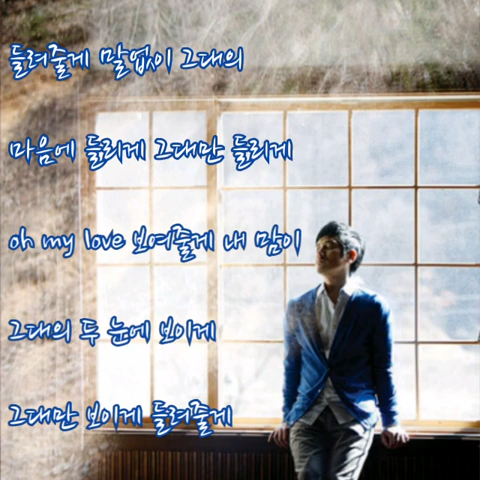 들려줄게 말없이 그대의
마음에 들리게 그대만 들리게
oh my love 보여줄게 내 맘이
그대의 두 눈에 보이게
그대만 보이게 들려줄게